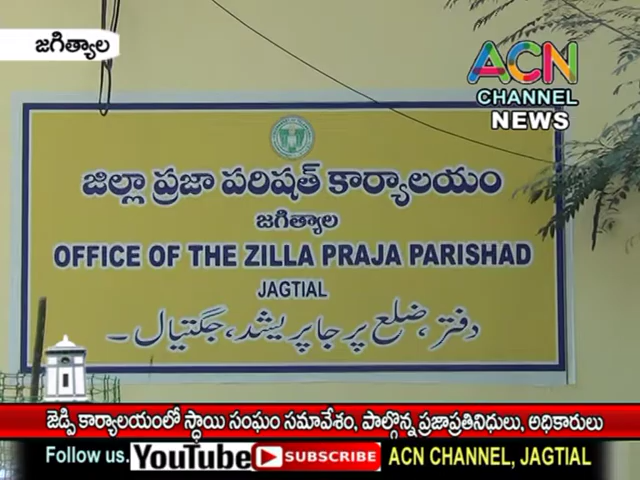 జగిత్యాల
ACN
CHANNEL
NEWS
జిల్లా ప్రజా పరిషత్ కార్యాలయం
జగిత్యాల
OFFICE OF THE ZILLA PRAJA PARISHAD
JAGTIAL
دفتر، ضلع پرجا پریشد، جگتیال ۔
జెడ్పి కార్యాలయంలో స్థాయి సంఘం సమావేశం, పాల్గొన్న ప్రజాప్రతినిధులు, అధికారులు
Follow us. YouTube SUBSCRIBE ACN CHANNEL, JAGTIAL